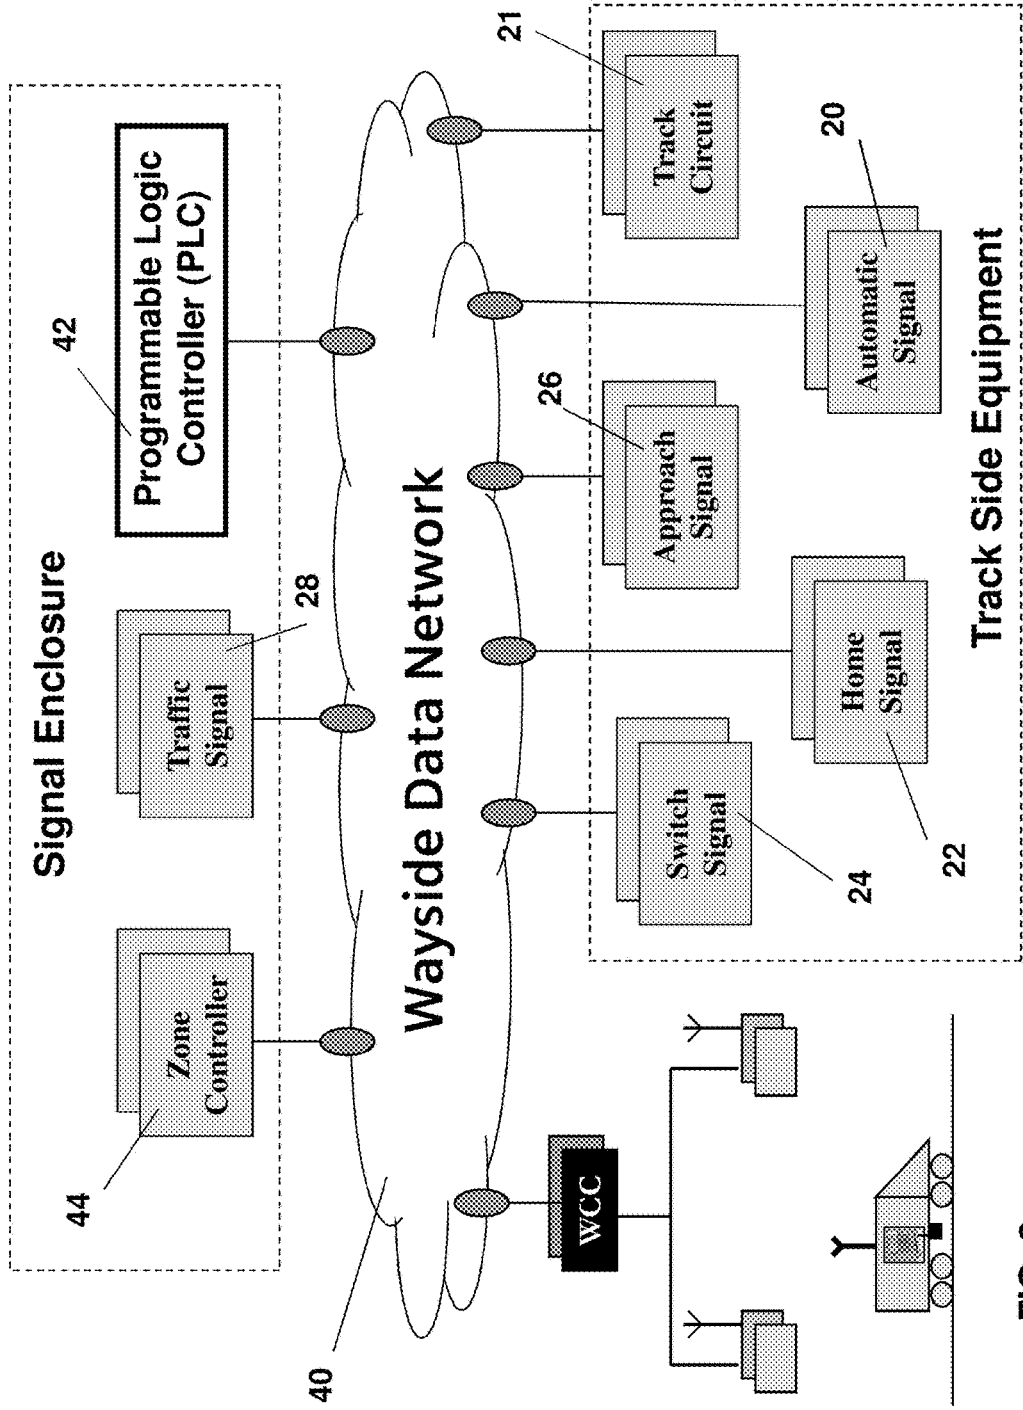 Signal Enclosure
44
42
Zone
Controller
Traffic
Signal
Programmable Logic
Controller (PLC)
28
40
Wayside Data Network
WCC
21
26
Switch
Signal
Approach
Signal
Track
Circuit
24
20
Home
Signal
Automatic
Signal
22
Track Side Equipment